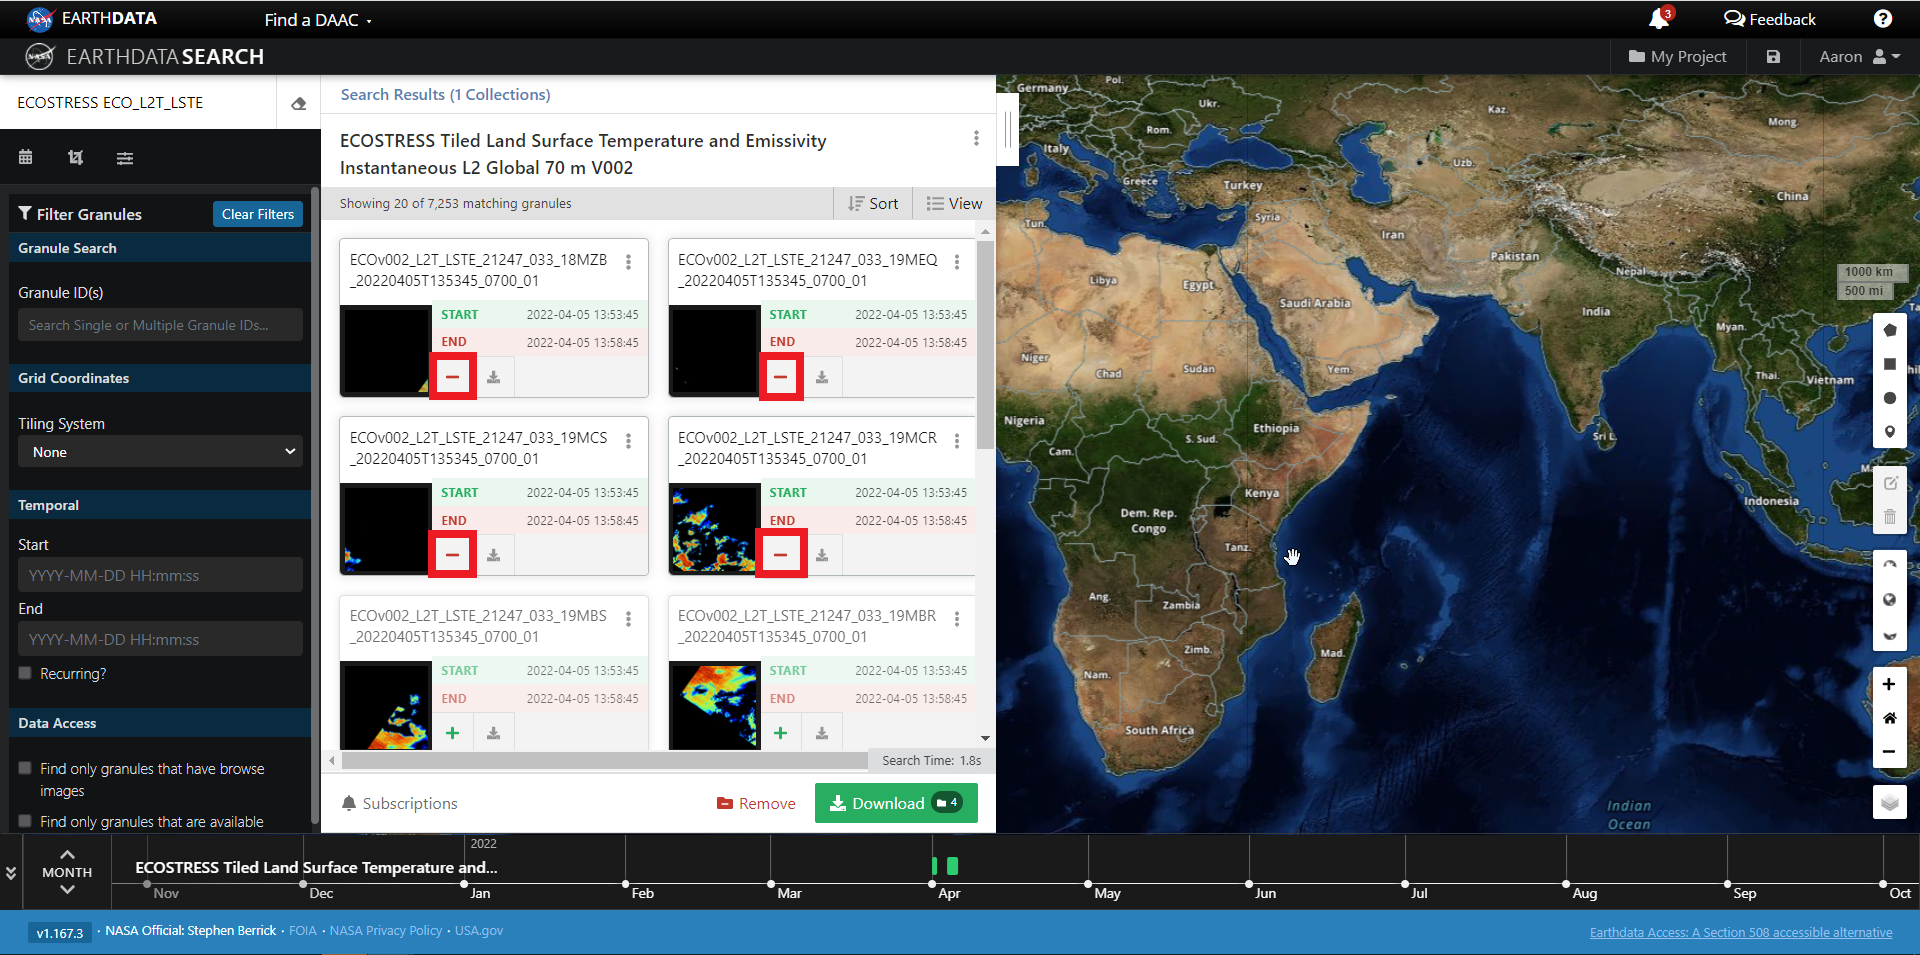 EARTHDATA
Find a DAAC
3
Feedback
?
NASA
EARTHDATA SEARCH
My Project
Aaron
ECOSTRESS ECO_L2T_LSTE
Filter Granules
Clear Filters
Granule Search
Granule ID(s)
Search Single or Multiple Granule IDs...
Grid Coordinates
Tiling System
None
Temporal
Start
YYYY-MM-DD HH:mm:ss
End
YYYY-MM-DD HH:mm:ss
Recurring?
Data Access
Find only granules that have browse
images
Find only granules that are available
Search Results (1 Collections)
ECOSTRESS Tiled Land Surface Temperature and Emissivity
Instantaneous L2 Global 70 m V002
Showing 20 of 7,253 matching granules
Sort
View
ECOv002_L2T_LSTE_21247_033_18MZB
_20220405T135345_0700_01
START 2022-04-05 13:53:45
END 2022-04-05 13:58:45
ECOv002_L2T_LSTE_21247_033_19MEQ
_20220405T135345_0700_01
START 2022-04-05 13:53:45
END 2022-04-05 13:58:45
ECOv002_L2T_LSTE_21247_033_19MCS
_20220405T135345_0700_01
START 2022-04-05 13:53:45
END 2022-04-05 13:58:45
ECOv002_L2T_LSTE_21247_033_19MCR
_20220405T135345_0700_01
START 2022-04-05 13:53:45
END 2022-04-05 13:58:45
ECOv002_L2T_LSTE_21247_033_19MBS
_20220405T135345_0700_01
START 2022-04-05 13:53:45
END 2022-04-05 13:58:45
ECOv002_L2T_LSTE_21247_033_19MBR
_20220405T135345_0700_01
START 2022-04-05 13:53:45
END 2022-04-05 13:58:45
Search Time: 1.8s
Subscriptions
Remove
Download 4
Germany
Pol.
Ukr.
Kaz.
Mong.
Rom.
Italy
Uzb.
Greece
Turkey
China
Tun.
Syria
Iran
Pakistan
Nepal
1000 km
500 mi
Libya
Egypt
Saudi Arabia
India
Myan.
Niger
Chad
Sudan
Yem.
Thai.
Vietnam
Nigeria
Ethiopia
S. Sud.
Sri L.
Cam.
Kenya
Indonesia
Dem. Rep.
Congo
Tanz.
Ang.
Zambia
Zimb.
Mad.
Nam.
South Africa
Indian
Ocean
MONTH
ECOSTRESS Tiled Land Surface Temperature and...
2022
Nov
Dec
Jan
Feb
Mar
Apr
May
Jun
Jul
Aug
Sep
Oct
v1.167.3 · NASA Official: Stephen Berrick · FOIA · NASA Privacy Policy · USA.gov
Earthdata Access: A Section 508 accessible alternative